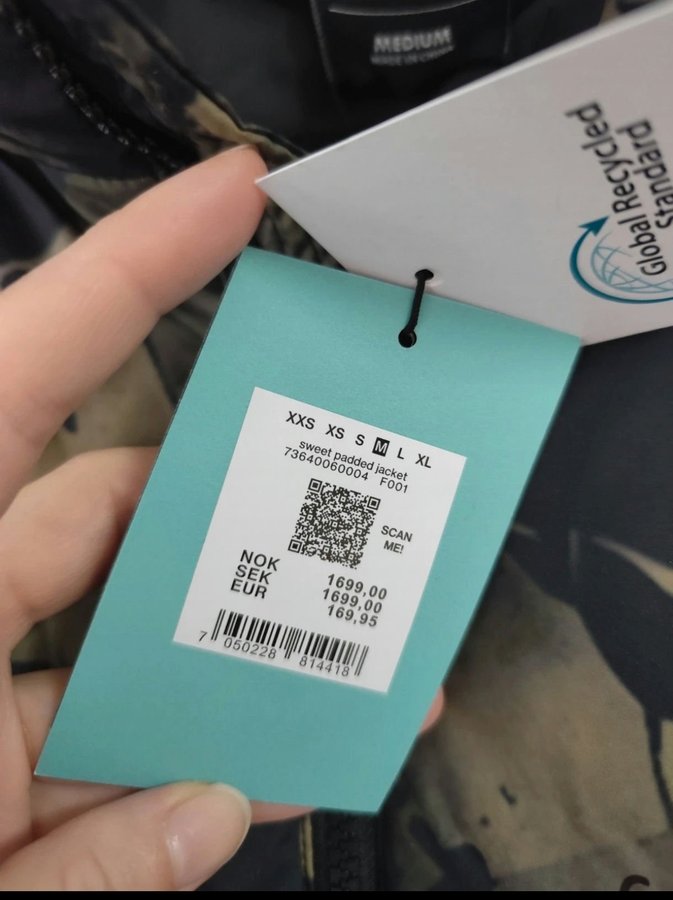 MEDIUM
MADE IN CHINA
Global Recycled
Standard
XXS XS S M L XL
sweet padded jacket
73640060004 F001
SCAN
ME!
NOK 1699,00
SEK 1699,00
EUR 169,95
7 050228 814418